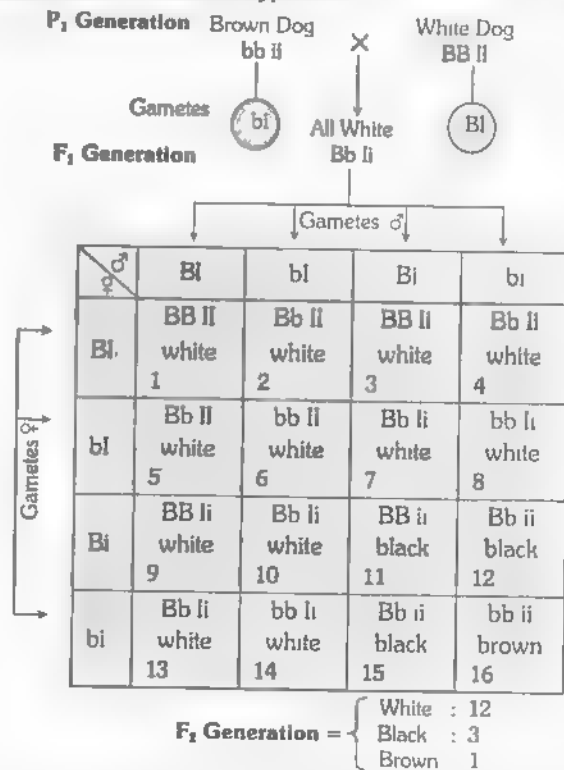 P₁ Generation Brown Dog × White Dog
bb ii BB II
Gametes bI BI
All White
F₁ Generation Bb Ii
Gametes ♂
♂ ♀ BI bI Bi bı
BI. BB II Bb II BB Ii Bb Ii
white white white white
1 2 3 4
bI Bb II bb II Bb Ii bb Iı
white white white white
5 6 7 8
Bi BB Ii Bb Ii BB iı Bb ii
white white black black
9 10 11 12
bi Bb Ii bb Iı Bb ıi bb ii
white white black brown
13 14 15 16
Gametes ♀
F₂ Generation = { White : 12
Black : 3
Brown 1